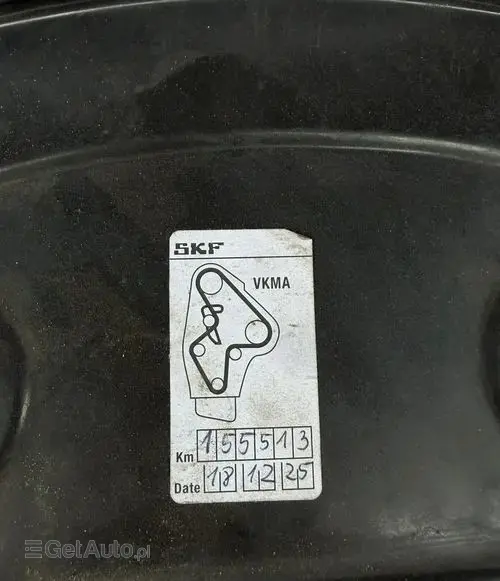 SKF
VKMA
Km 155513
Date 18 12 25
GetAuto.pl